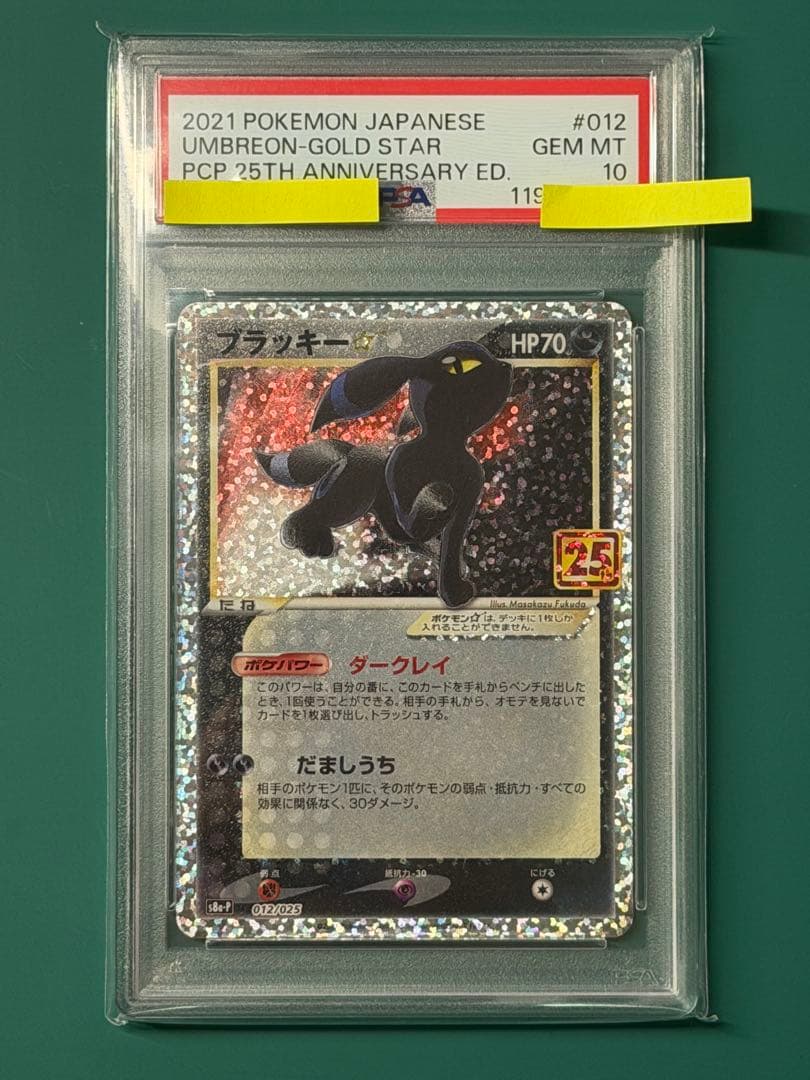 2021 POKEMON JAPANESE #012
UMBREON-GOLD STAR GEM MT
PCP 25TH ANNIVERSARY ED. 10
PSA 119
ブラッキー☆ HP70
25
たね
Illus. Masakazu Fukuda
ポケモン☆は、デッキに1枚しか
入れることができません。
ポケパワー ダークレイ
このパワーは、自分の番に、このカードを手札からベンチに出した
とき、1回使うことができる。相手の手札から、オモテを見ないで
カードを1枚選び出し、トラッシュする。
だましうち
相手のポケモン1匹に、そのポケモンの弱点・抵抗力・すべての
効果に関係なく、30ダメージ。
弱点 抵抗力-30 にげる
s8a-P 012/025
PSA